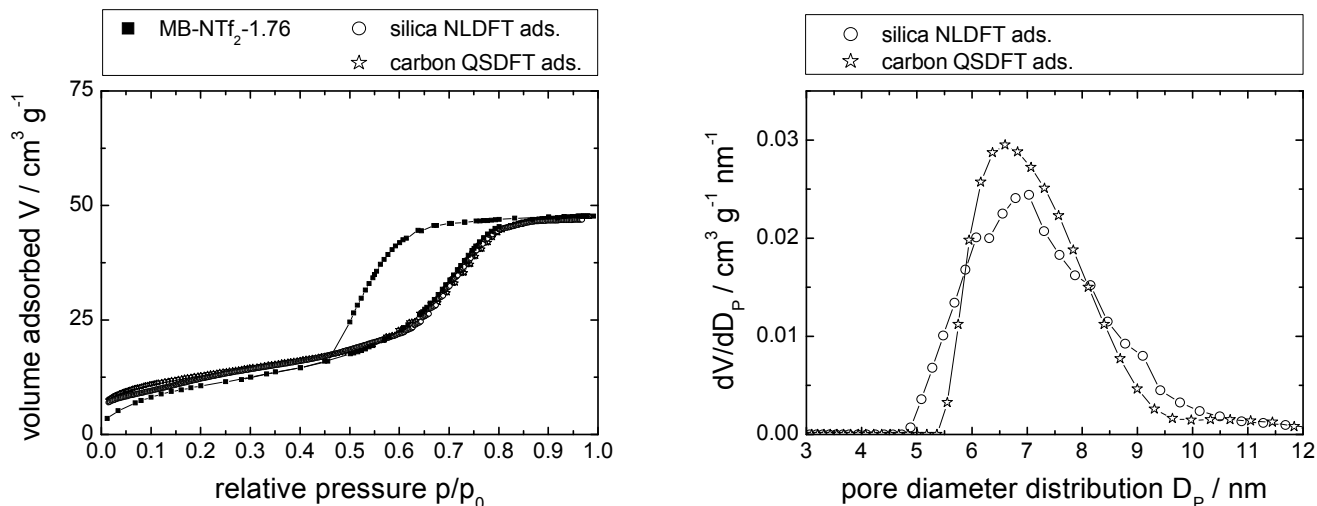 ■ MB-NTf₂-1.76 ○ silica NLDFT ads.
☆ carbon QSDFT ads.
volume adsorbed V / cm³ g⁻¹
75
50
25
0
0.0 0.1 0.2 0.3 0.4 0.5 0.6 0.7 0.8 0.9 1.0
relative pressure p/p₀
○ silica NLDFT ads.
☆ carbon QSDFT ads.
dV/dD_P / cm³ g⁻¹ nm⁻¹
0.03
0.02
0.01
0.00
3 4 5 6 7 8 9 10 11 12
pore diameter distribution D_P / nm